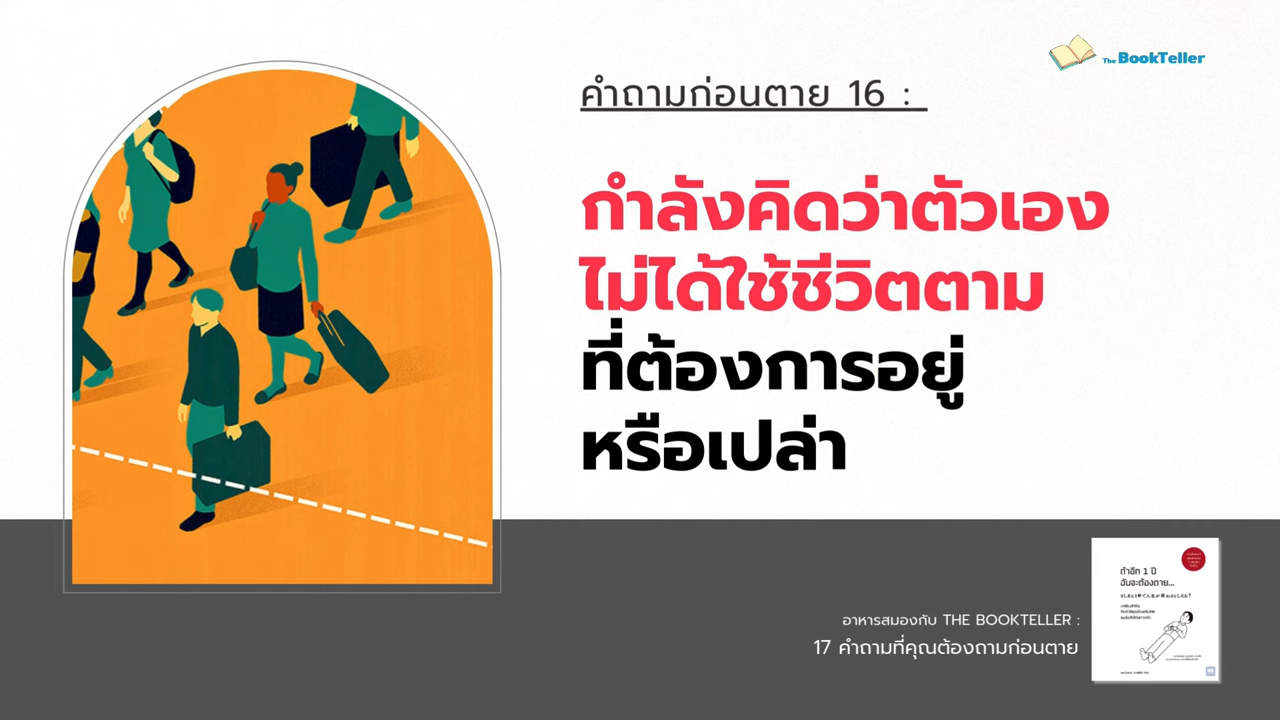 The BookTeller
คำถามก่อนตาย 16 :
กำลังคิดว่าตัวเอง
ไม่ได้ใช้ชีวิตตาม
ที่ต้องการอยู่
หรือเปล่า
อาหารสมองกับ THE BOOKTELLER :
17 คำถามที่คุณต้องถามก่อนตาย
ถ้าอีก 1 ปี
ฉันจะต้องตาย...